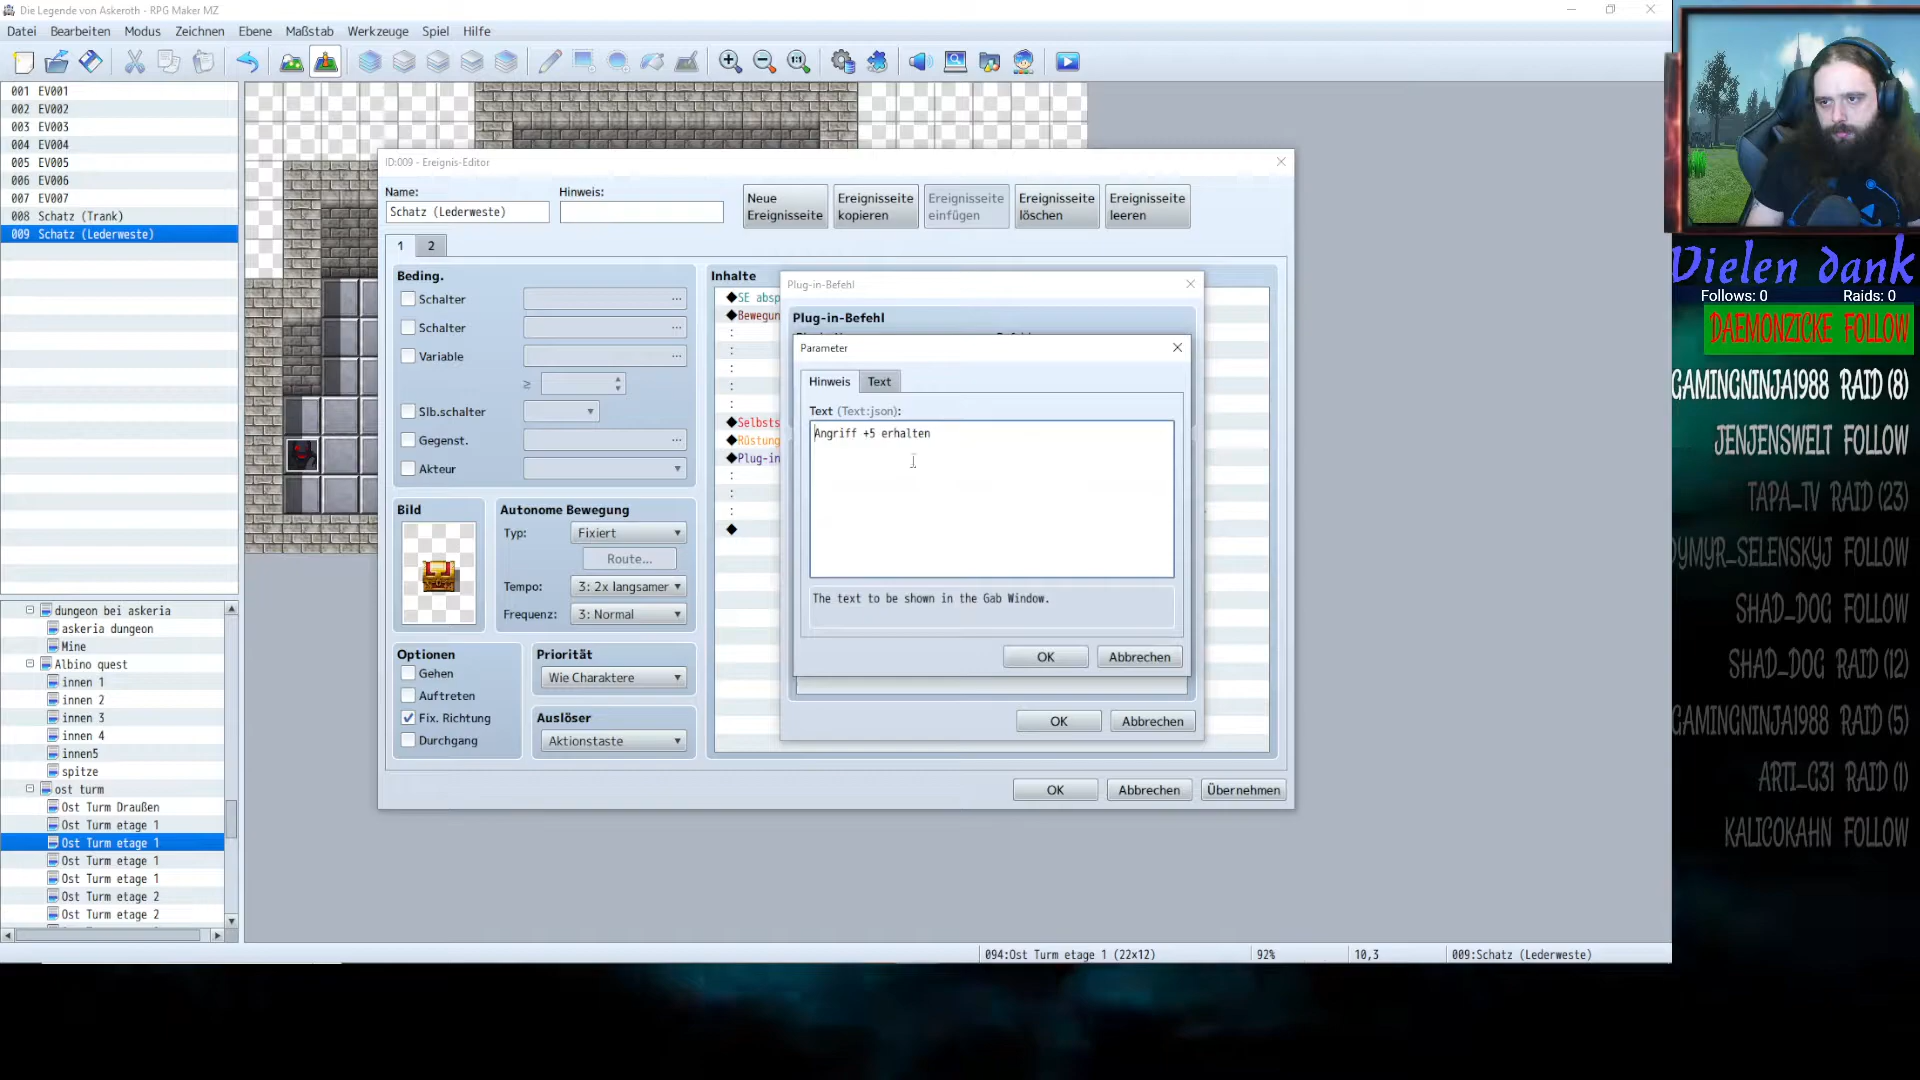 Die Legende von Askeroth - RPG Maker MZ
Datei Bearbeiten Modus Zeichnen Ebene Maßstab Werkzeuge Spiel Hilfe
001 EV001
002 EV002
003 EV003
004 EV004
005 EV005
006 EV006
007 EV007
008 Schatz (Trank)
009 Schatz (Lederweste)
dungeon bei askeria
askeria dungeon
Mine
Albino quest
innen 1
innen 2
innen 3
innen 4
innen5
spitze
ost turm
Ost Turm Draußen
Ost Turm etage 1
Ost Turm etage 1
Ost Turm etage 1
Ost Turm etage 1
Ost Turm etage 2
Ost Turm etage 2
ID:009 - Ereignis-Editor
Name:
Schatz (Lederweste)
Hinweis:
Neue Ereignisseite
Ereignisseite kopieren
Ereignisseite einfügen
Ereignisseite löschen
Ereignisseite leeren
1 2
Beding.
Schalter
Schalter
Variable
≥
Slb.schalter
Gegenst.
Akteur
Bild
Autonome Bewegung
Typ: Fixiert
Route...
Tempo: 3: 2x langsamer
Frequenz: 3: Normal
Optionen
Gehen
Auftreten
Fix. Richtung
Durchgang
Priorität
Wie Charaktere
Auslöser
Aktionstaste
Inhalte
◆SE absp
◆Bewegun
:
:
:
:
:
◆Selbsts
◆Rüstung
◆Plug-in
:
:
:
◆
Plug-in-Befehl
Plug-in-Befehl
Parameter
Hinweis Text
Text (Text:json):
Angriff +5 erhalten
The text to be shown in the Gab Window.
OK Abbrechen
OK Abbrechen
OK Abbrechen Übernehmen
094:Ost Turm etage 1 (22x12) 92% 10,3 009:Schatz (Lederweste)
Vielen dank
Follows: 0 Raids: 0
DAEMONZICKE FOLLOW
GAMINGNINJA1988 RAID (8)
JENJENSWELT FOLLOW
TAPA_TV RAID (23)
DYMYR_SELENSKYJ FOLLOW
SHAD_DOG FOLLOW
SHAD_DOG RAID (12)
GAMINGNINJA1988 RAID (5)
ARTI_G31 RAID (1)
KALICOKAHN FOLLOW